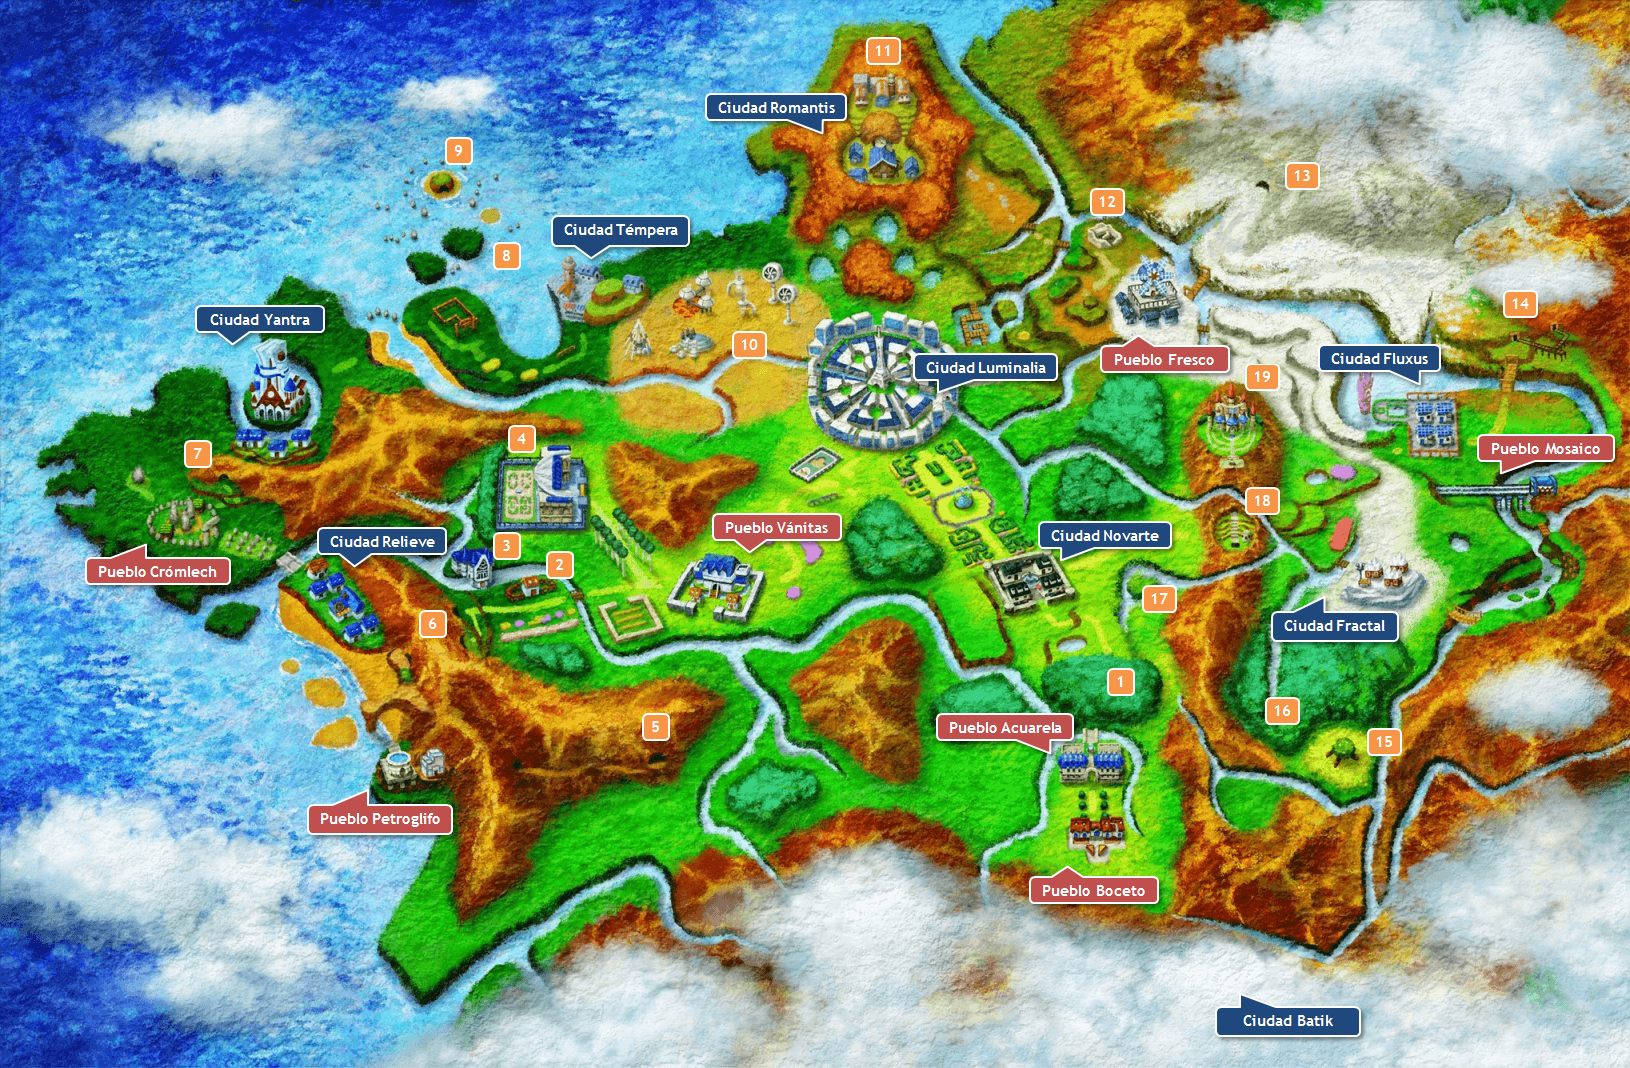 11
Ciudad Romantis
9
13
12
Ciudad Témpera
8
14
Ciudad Yantra
10
Pueblo Fresco
Ciudad Fluxus
Ciudad Luminalia
19
4
Pueblo Mosaico
7
18
Pueblo Vánitas
Ciudad Novarte
Ciudad Relieve
3
2
Pueblo Crómlech
17
6
Ciudad Fractal
1
16
5
Pueblo Acuarela
15
Pueblo Petroglifo
Pueblo Boceto
Ciudad Batik